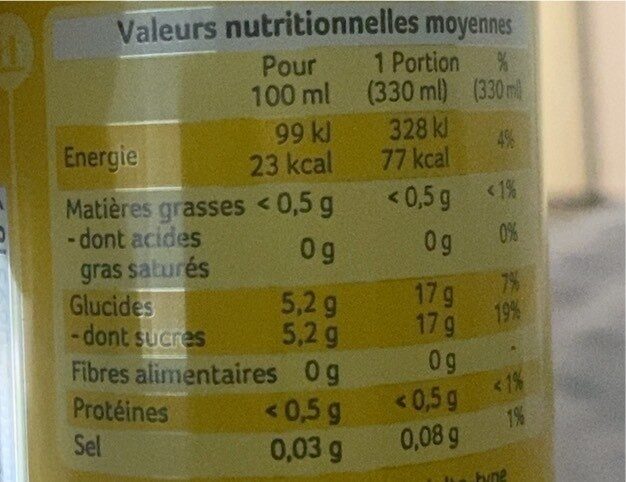 Valeurs nutritionnelles moyennes
Pour 1 Portion %
100 ml (330 ml) (330 ml)
Energie 99 kJ 328 kJ 4%
23 kcal 77 kcal
Matières grasses < 0,5 g < 0,5 g < 1%
- dont acides gras saturés 0 g 0 g 0%
Glucides 5,2 g 17 g 7%
- dont sucres 5,2 g 17 g 19%
Fibres alimentaires 0 g 0 g -
Protéines < 0,5 g < 0,5 g < 1%
Sel 0,03 g 0,08 g 1%